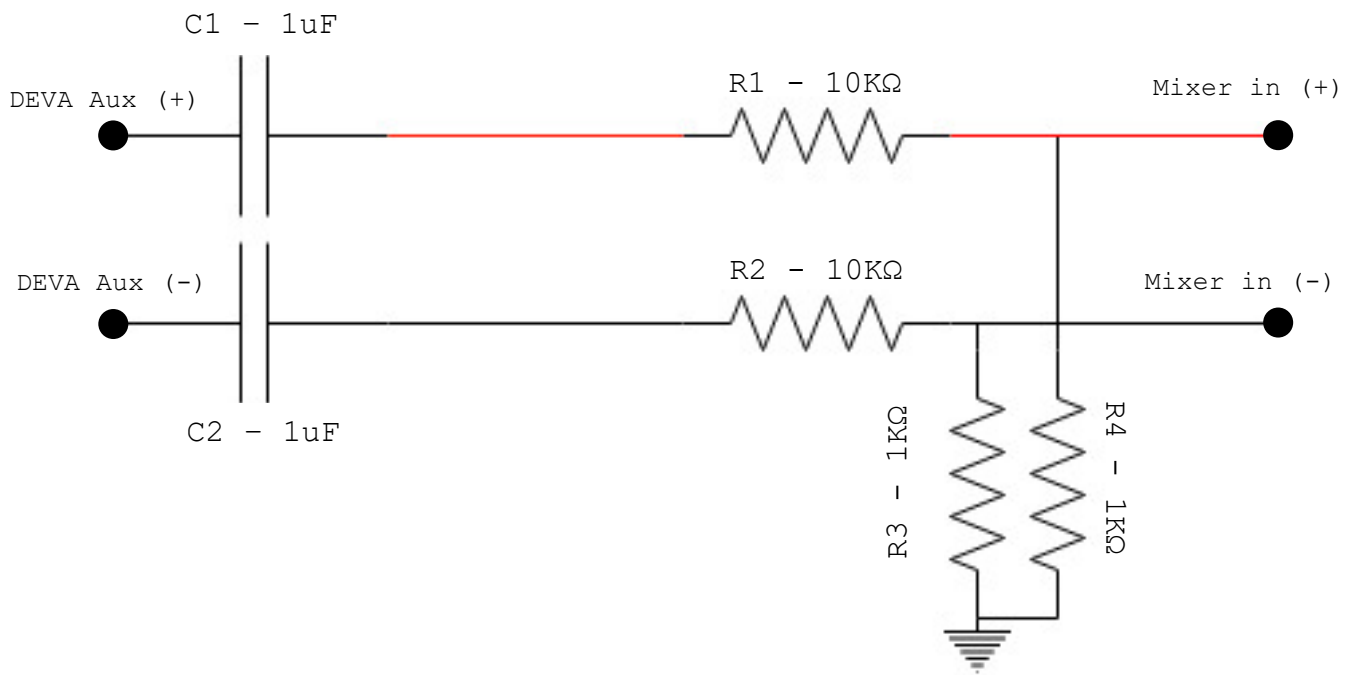 C1 – 1uF
DEVA Aux (+)
R1 - 10KΩ
Mixer in (+)
DEVA Aux (-)
R2 - 10KΩ
Mixer in (-)
C2 – 1uF
R3 - 1KΩ
R4 - 1KΩ